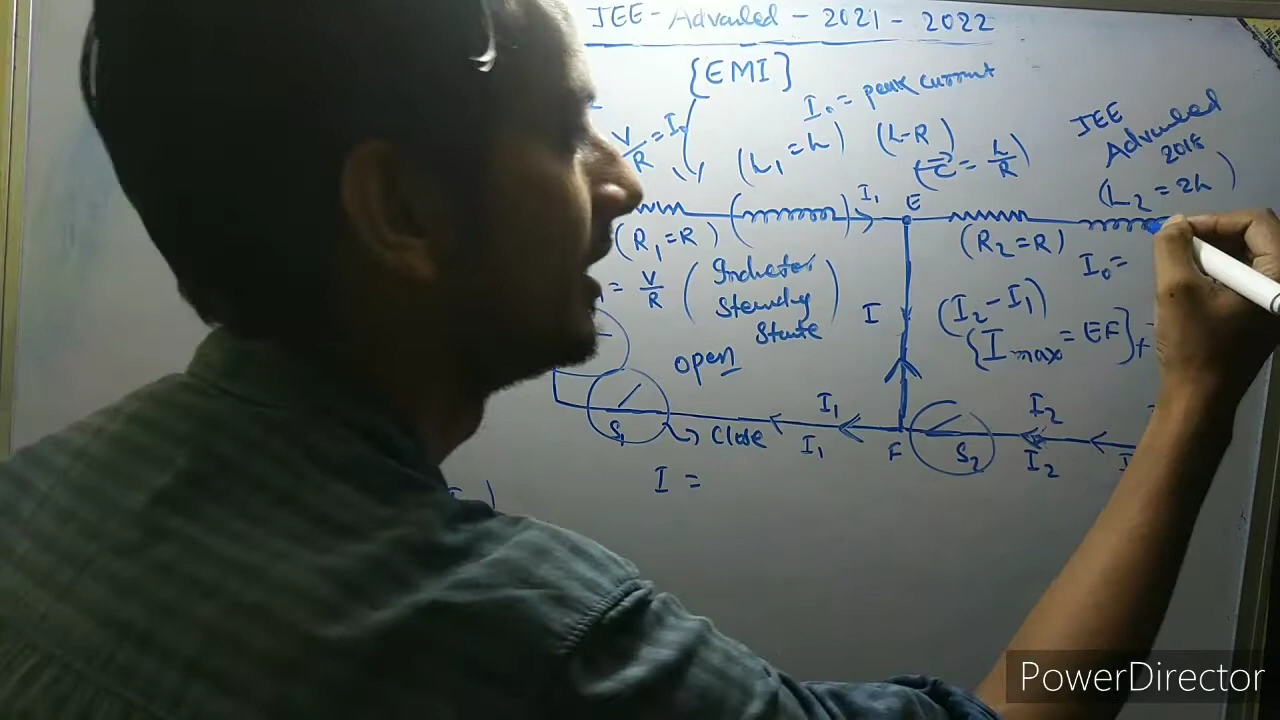 JEE-Advanced - 2021 - 2022
{EMI}
I₀ = peak current
V/R = I₀
(L₁ = L)
(L-R)
(τ = L/R)
JEE
Advanced
2018
(L₂ = 2L)
I₁
E
(R₁ = R)
(R₂ = R)
I₀ =
= V/R
(Inductor
Steady
State)
I
(I₂ - I₁)
{I max = EF}
open
S₁
Close
I₁
I₁
F
S₂
I₂
I₂
I =
PowerDirector